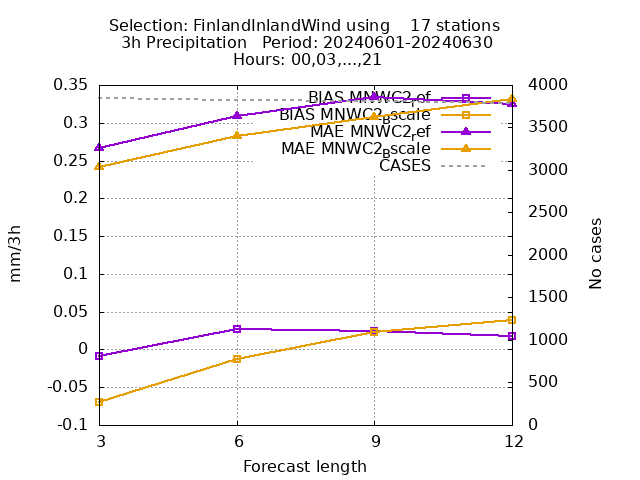 Selection: FinlandInlandWind using    17 stations
3h Precipitation   Period: 20240601-20240630
Hours: 00,03,...,21
0.35
0.3
0.25
0.2
0.15
0.1
0.05
0
-0.05
-0.1
4000
3500
3000
2500
2000
1500
1000
500
0
BIAS MNWC2_ref
BIAS MNWC2_Bscale
MAE MNWC2_ref
MAE MNWC2_Bscale
CASES
mm/3h
No cases
3 6 9 12
Forecast length